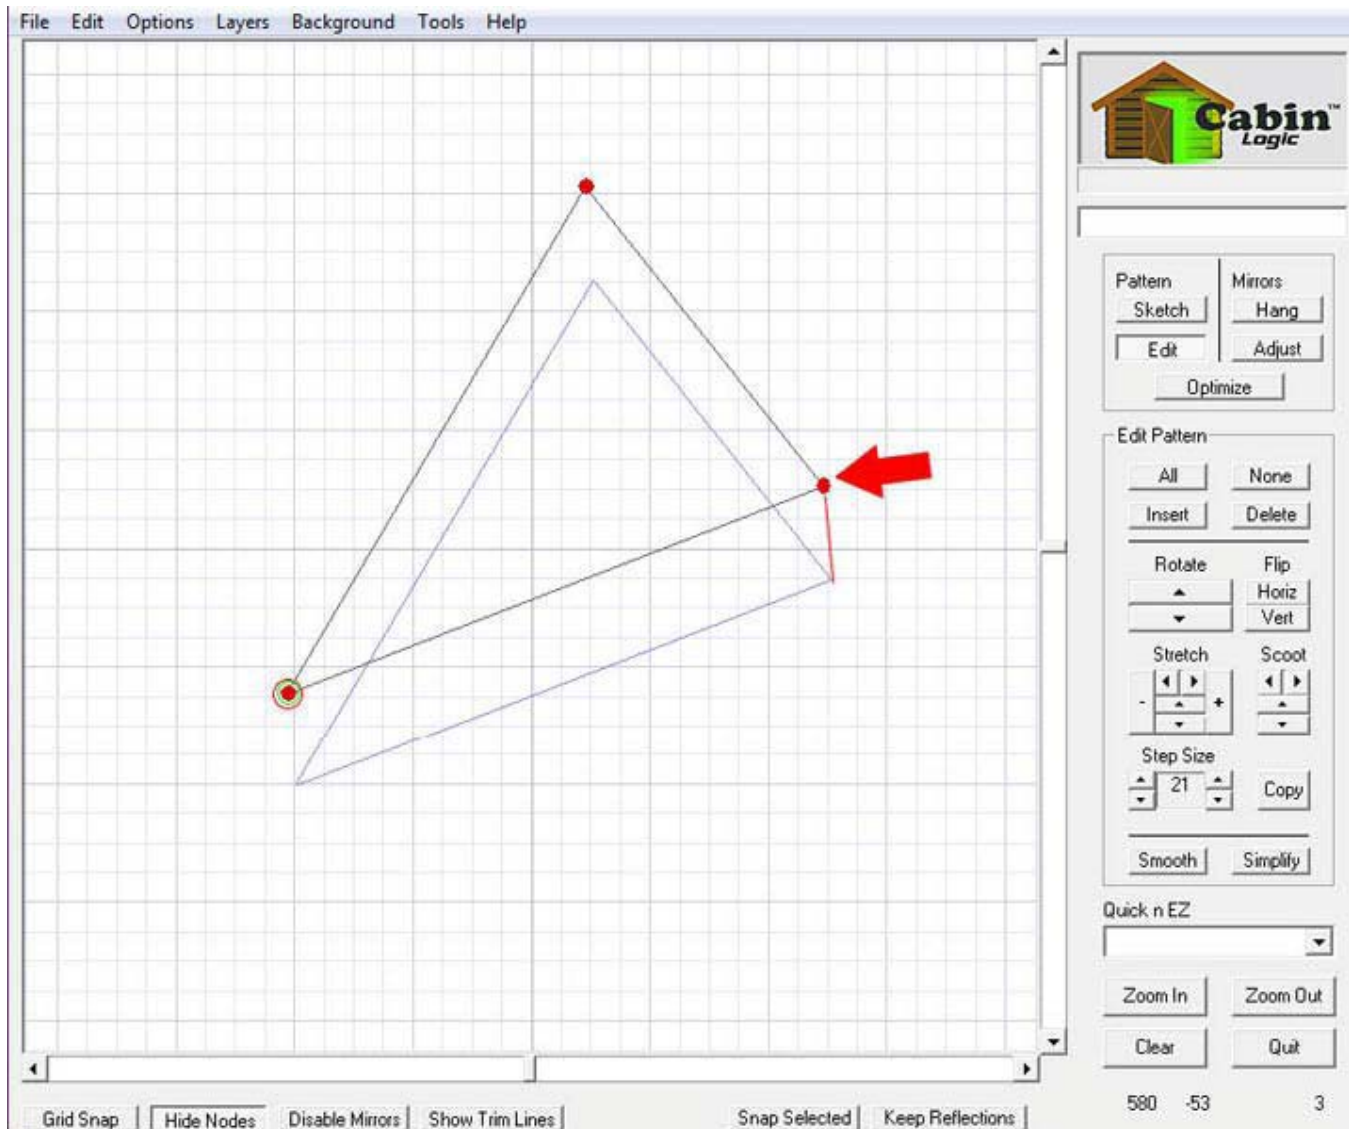 File Edit Options Layers Background Tools Help
Cabin™
Logic
Pattern Mirrors
Sketch Hang
Edit Adjust
Optimize
Edit Pattern
All None
Insert Delete
Rotate Flip
Horiz
Vert
Stretch Scoot
- +
Step Size
21
Copy
Smooth Simplify
Quick n EZ
Zoom In Zoom Out
Clear Quit
580 -53 3
Grid Snap Hide Nodes Disable Mirrors Show Trim Lines Snap Selected Keep Reflections